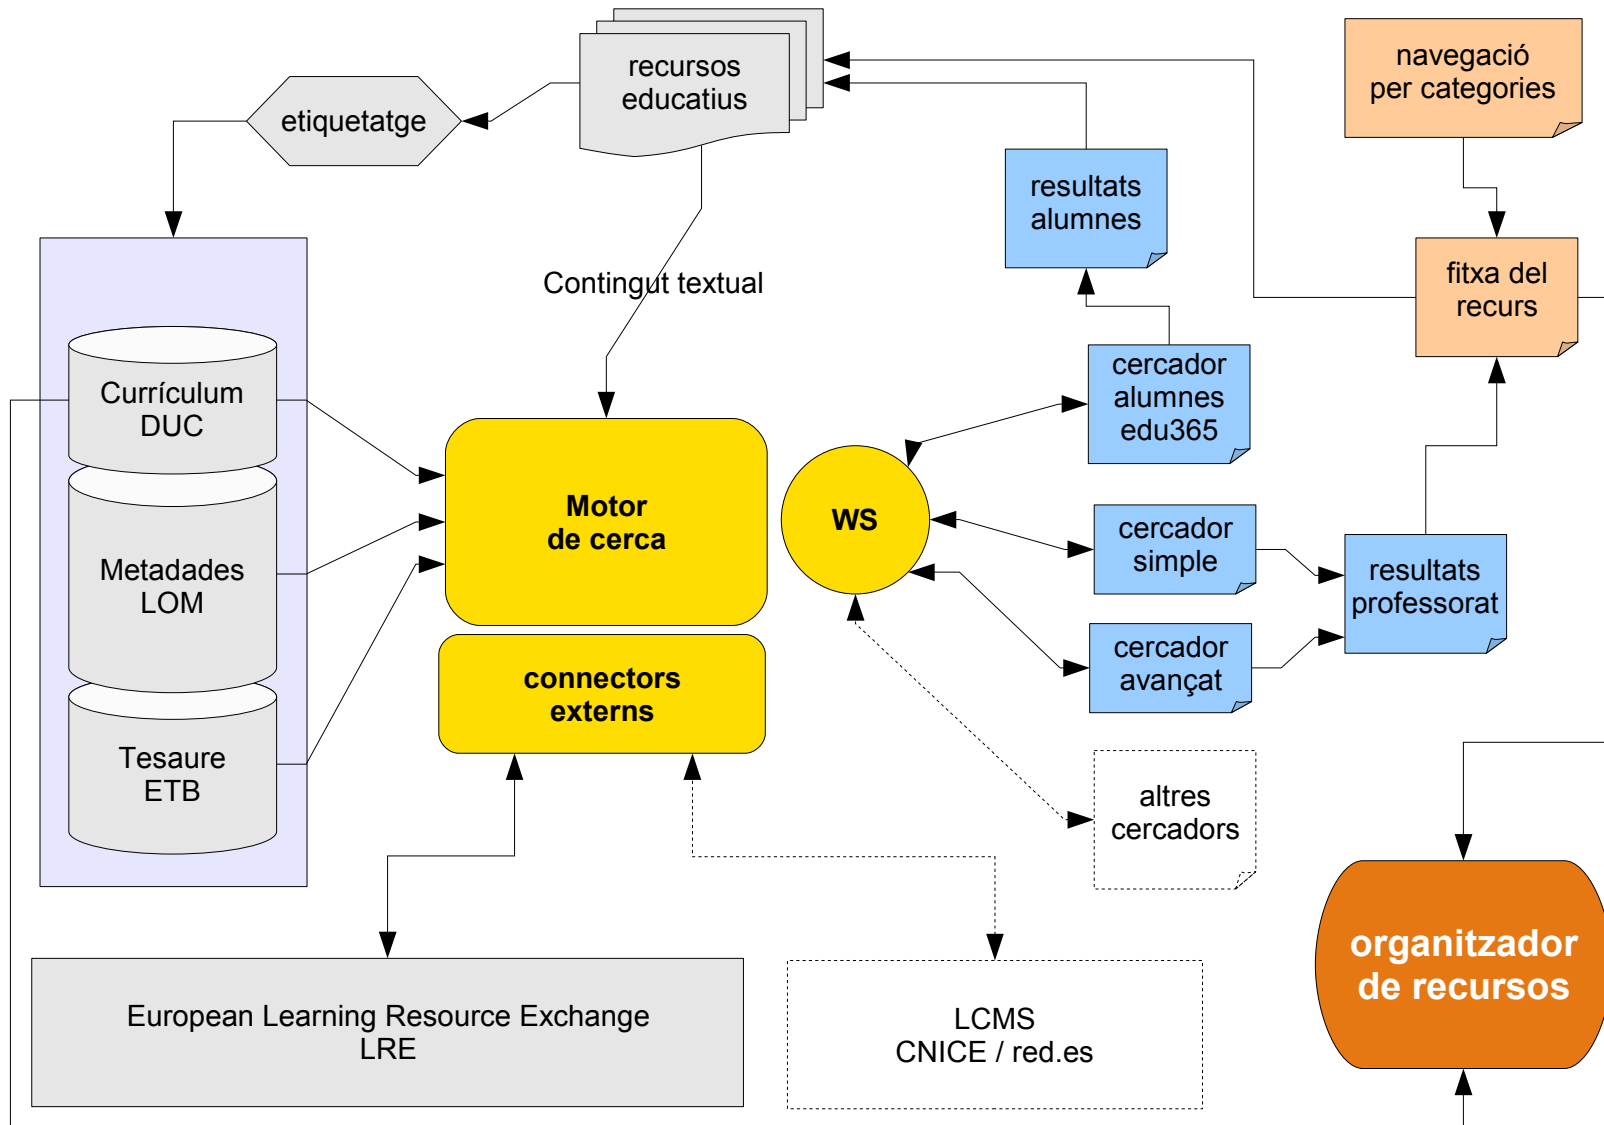 recursos
educatius
navegació
per categories
etiquetatge
resultats
alumnes
fitxa del
recurs
Contingut textual
cercador
alumnes
edu365
Currículum
DUC
Motor
de cerca
WS
cercador
simple
resultats
professorat
Metadades
LOM
cercador
avançat
connectors
externs
Tesaure
ETB
altres
cercadors
organitzador
de recursos
European Learning Resource Exchange
LRE
LCMS
CNICE / red.es